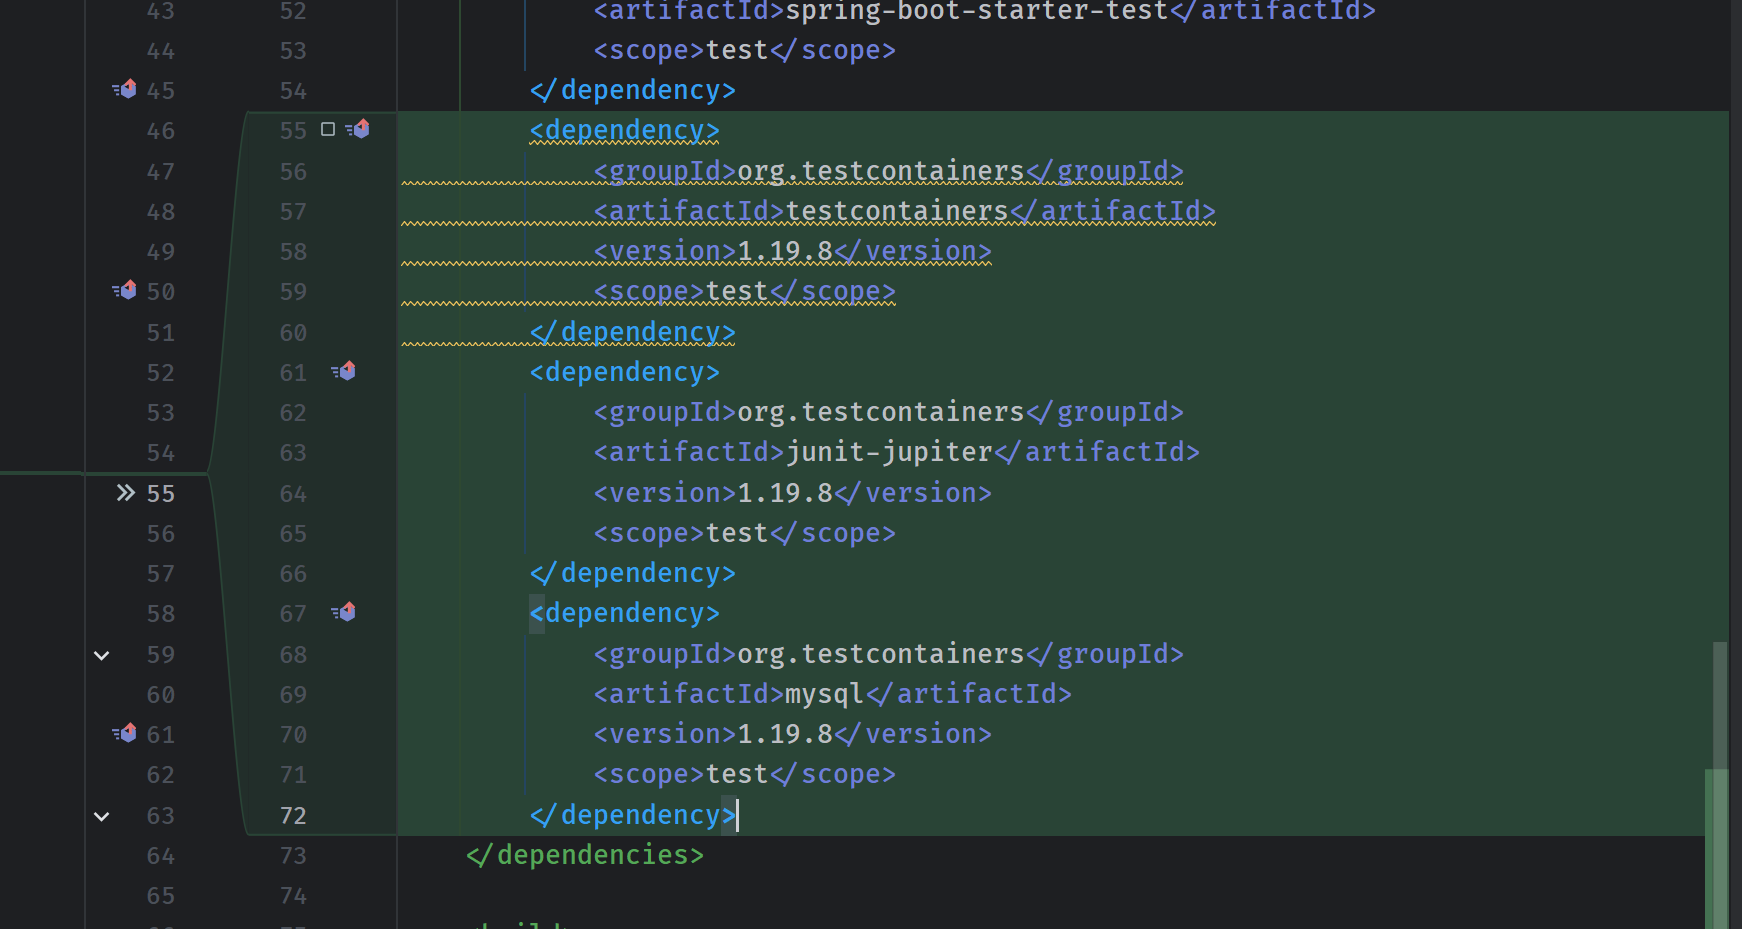 43 52 <artifactId>spring-boot-starter-test</artifactId>
44 53 <scope>test</scope>
45 54 </dependency>
46 55 <dependency>
47 56 <groupId>org.testcontainers</groupId>
48 57 <artifactId>testcontainers</artifactId>
49 58 <version>1.19.8</version>
50 59 <scope>test</scope>
51 60 </dependency>
52 61 <dependency>
53 62 <groupId>org.testcontainers</groupId>
54 63 <artifactId>junit-jupiter</artifactId>
55 64 <version>1.19.8</version>
56 65 <scope>test</scope>
57 66 </dependency>
58 67 <dependency>
59 68 <groupId>org.testcontainers</groupId>
60 69 <artifactId>mysql</artifactId>
61 70 <version>1.19.8</version>
62 71 <scope>test</scope>
63 72 </dependency>
64 73 </dependencies>
65 74